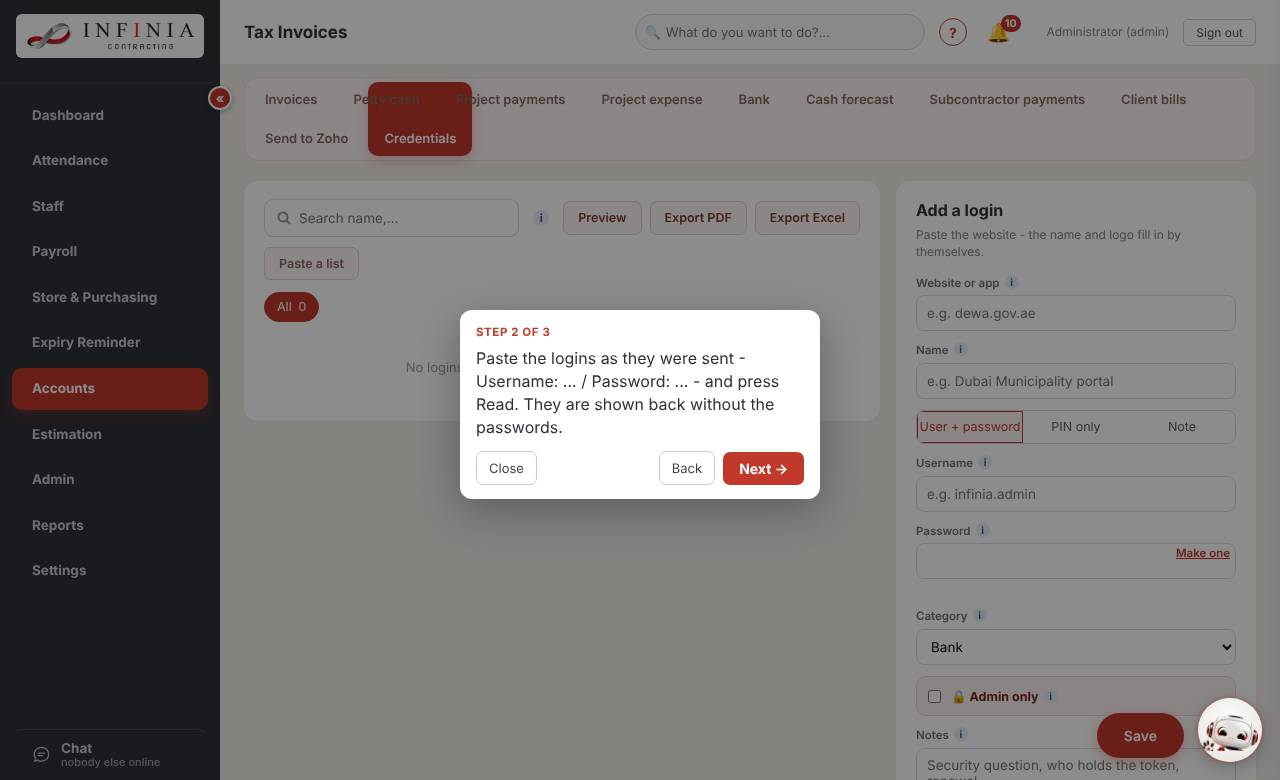 INFINIA
CONTRACTING
Tax Invoices
What do you want to do?...
?
10
Administrator (admin)
Sign out
«
Dashboard
Attendance
Staff
Payroll
Store & Purchasing
Expiry Reminder
Accounts
Estimation
Admin
Reports
Settings
Chat
nobody else online
Invoices
Petty cash
Project payments
Project expense
Bank
Cash forecast
Subcontractor payments
Client bills
Send to Zoho
Credentials
Search name,...
i
Preview
Export PDF
Export Excel
Paste a list
All 0
No logins
STEP 2 OF 3
Paste the logins as they were sent -
Username: ... / Password: ... - and press
Read. They are shown back without the
passwords.
Close
Back
Next →
Add a login
Paste the website - the name and logo fill in by
themselves.
Website or app i
e.g. dewa.gov.ae
Name i
e.g. Dubai Municipality portal
User + password
PIN only
Note
Username i
e.g. infinia.admin
Password i
Make one
Category i
Bank
Admin only i
Notes i
Security question, who holds the token,
Save